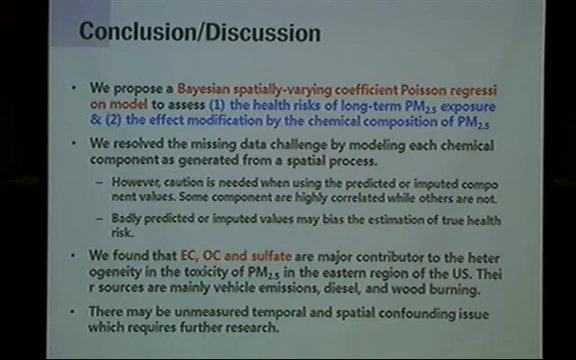 Conclusion/Discussion
• We propose a Bayesian spatially-varying coefficient Poisson regressi
on model to assess (1) the health risks of long-term PM2.5 exposure
& (2) the effect modification by the chemical composition of PM2.5
• We resolved the missing data challenge by modeling each chemical
component as generated from a spatial process.
– However, caution is needed when using the predicted or imputed compo
nent values. Some component are highly correlated while others are not.
– Badly predicted or imputed values may bias the estimation of true health
risk.
• We found that EC, OC and sulfate are major contributor to the heter
ogeneity in the toxicity of PM2.5 in the eastern region of the US. Thei
r sources are mainly vehicle emissions, diesel, and wood burning.
• There may be unmeasured temporal and spatial confounding issue
which requires further research.